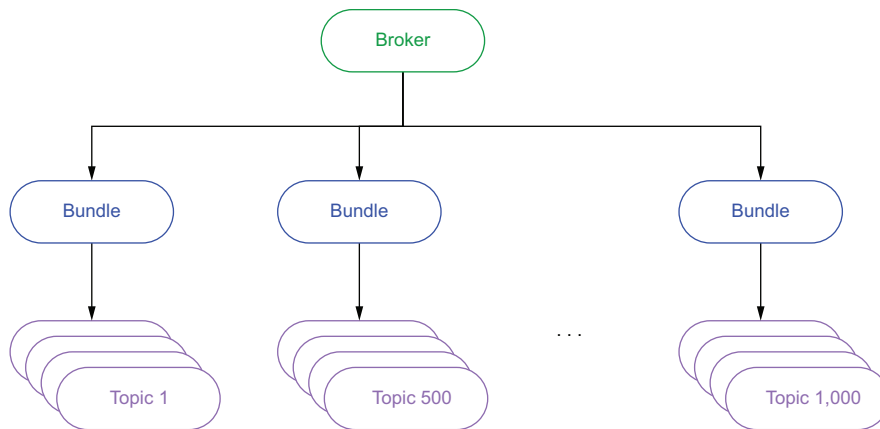 Broker
Bundle
Bundle
Bundle
. . .
Topic 1
Topic 500
Topic 1,000